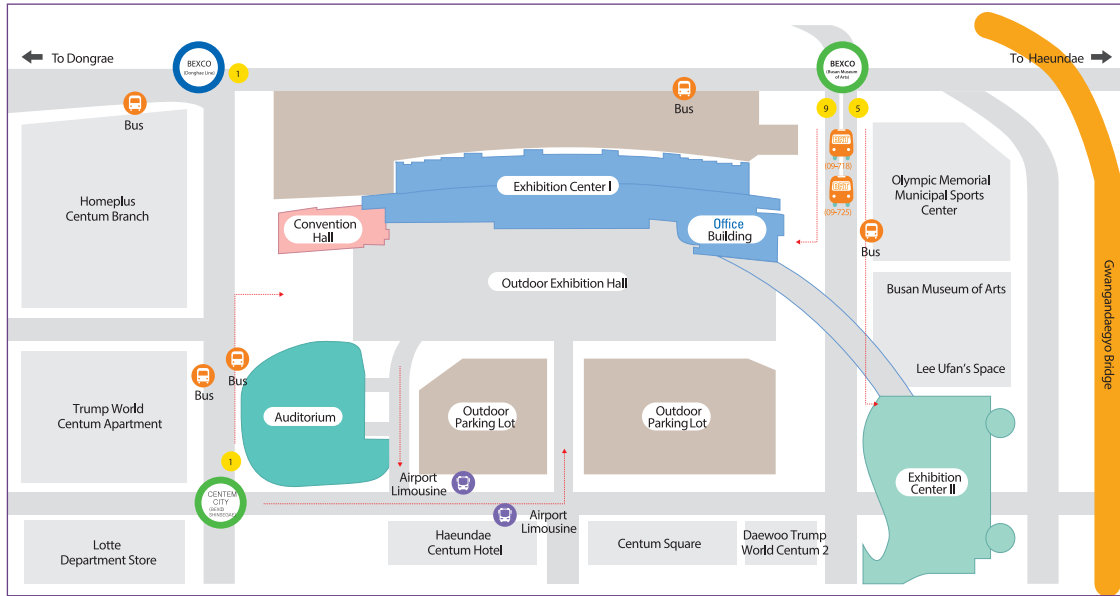 To Dongrae
BEXCO
(Donghae Line)
1
BEXCO
(Busan Museum
of Arts)
To Haeundae
Bus
Bus
9
5
(09-718)
(09-725)
Homeplus
Centum Branch
Exhibition Center I
Convention
Hall
Office
Building
Olympic Memorial
Municipal Sports
Center
Bus
Outdoor Exhibition Hall
Busan Museum of Arts
Gwangandaegyo Bridge
Bus
Bus
Lee Ufan's Space
Trump World
Centum Apartment
Auditorium
Outdoor
Parking Lot
Outdoor
Parking Lot
1
Airport
Limousine
Exhibition
Center II
CENTEM
CITY
Airport
Limousine
Lotte
Department Store
Haeundae
Centum Hotel
Centum Square
Daewoo Trump
World Centum 2